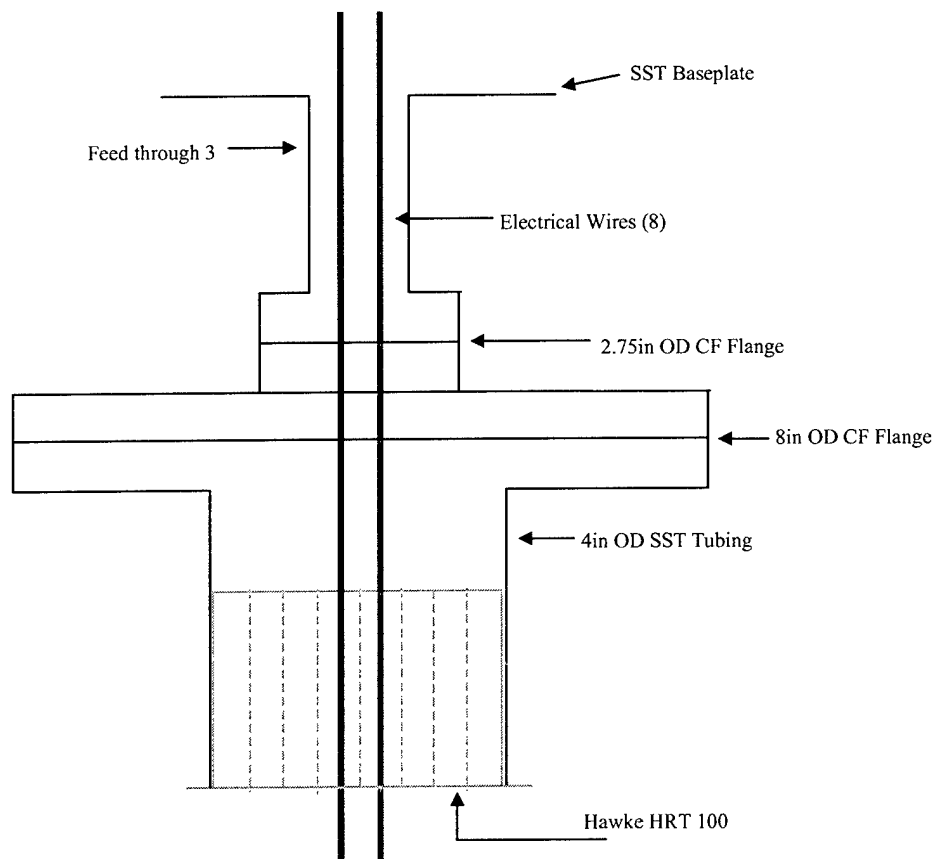 SST Baseplate
Feed through 3
Electrical Wires (8)
2.75in OD CF Flange
8in OD CF Flange
4in OD SST Tubing
Hawke HRT 100